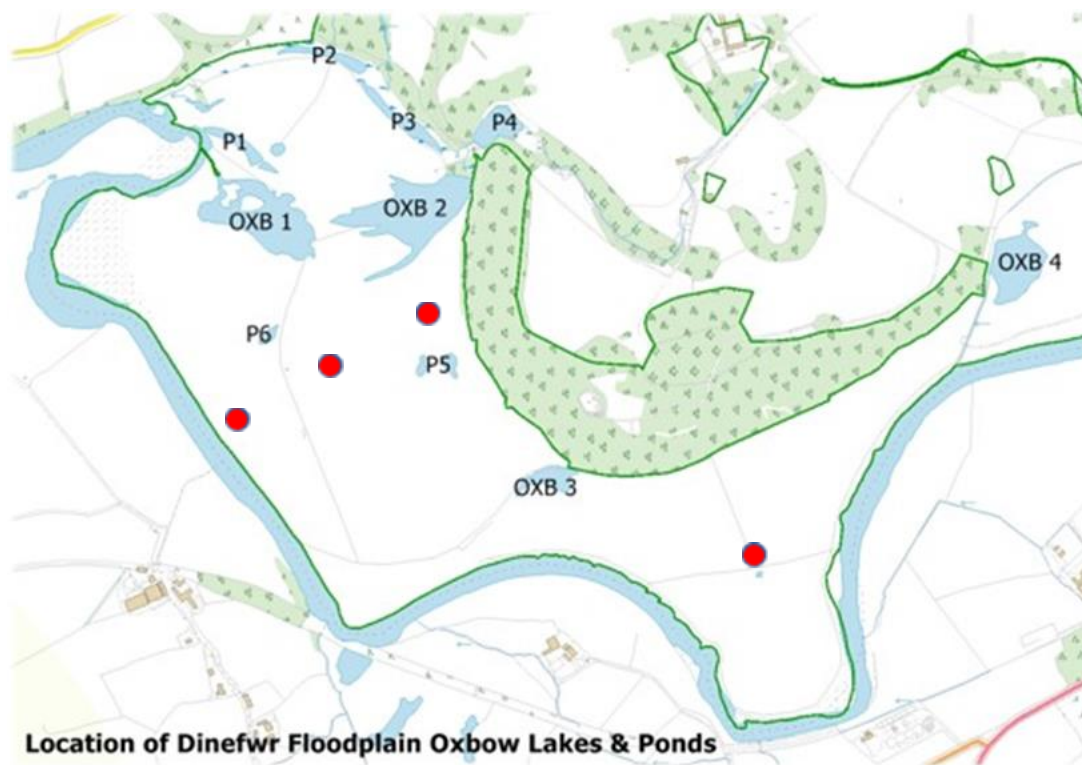 P2
P3
P4
P1
OXB 1
OXB 2
OXB 4
P6
P5
OXB 3
Location of Dinefwr Floodplain Oxbow Lakes & Ponds